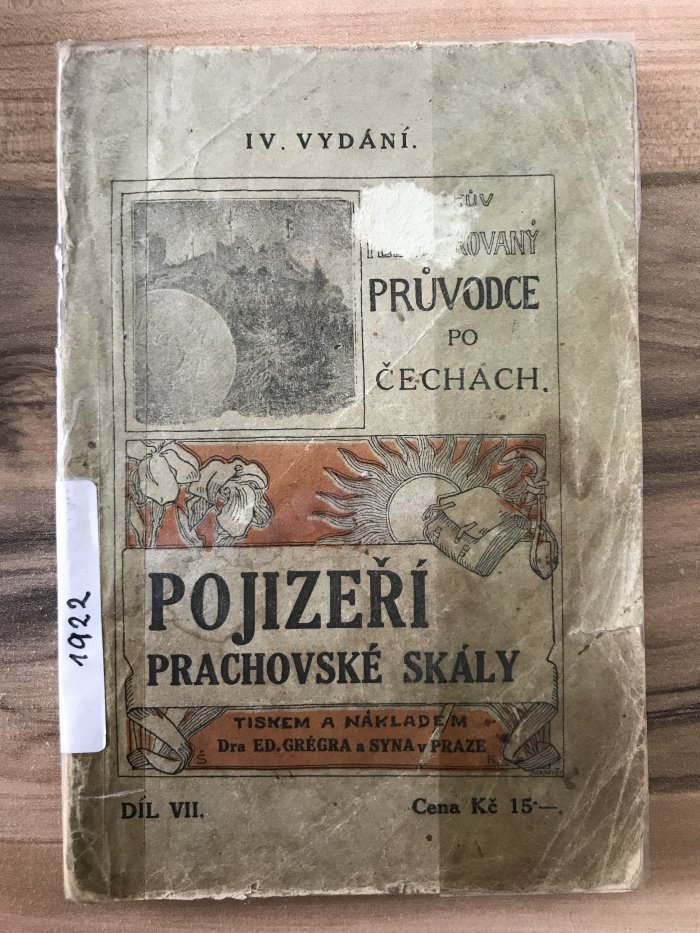 IV. VYDÁNÍ.
PRŮVODCE
PO
ČECHÁCH.
POJIZEŘÍ
PRACHOVSKÉ SKÁLY
TISKEM A NÁKLADEM
Dra ED. GRÉGRA a SYNA v PRAZE
Š
R
DÍL VII.
Cena Kč 15·—.
1922